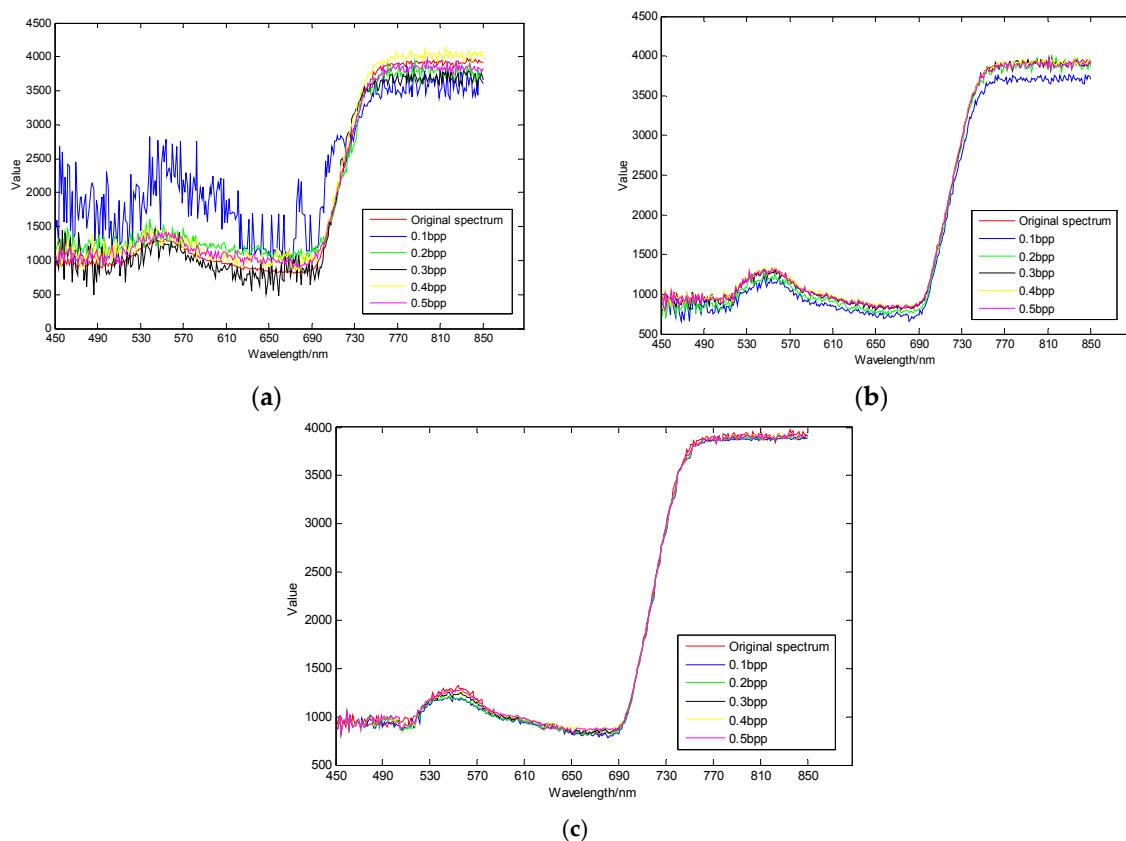 4500
4000
3500
3000
2500
2000
1500
1000
500
0
Value
450 490 530 570 610 650 690 730 770 810 850
Wavelength/nm
Original spectrum
0.1bpp
0.2bpp
0.3bpp
0.4bpp
0.5bpp
(a)
4500
4000
3500
3000
2500
2000
1500
1000
500
Value
450 490 510 530 570 610 650 690 730 770 810 850
Wavelength/nm
Original spectrum
0.1bpp
0.2bpp
0.3bpp
0.4bpp
0.5bpp
(b)
4000
3500
3000
2500
2000
1500
1000
500
Value
450 490 530 570 610 650 690 730 770 810 850
Wavelength/nm
Original spectrum
0.1bpp
0.2bpp
0.3bpp
0.4bpp
0.5bpp
(c)